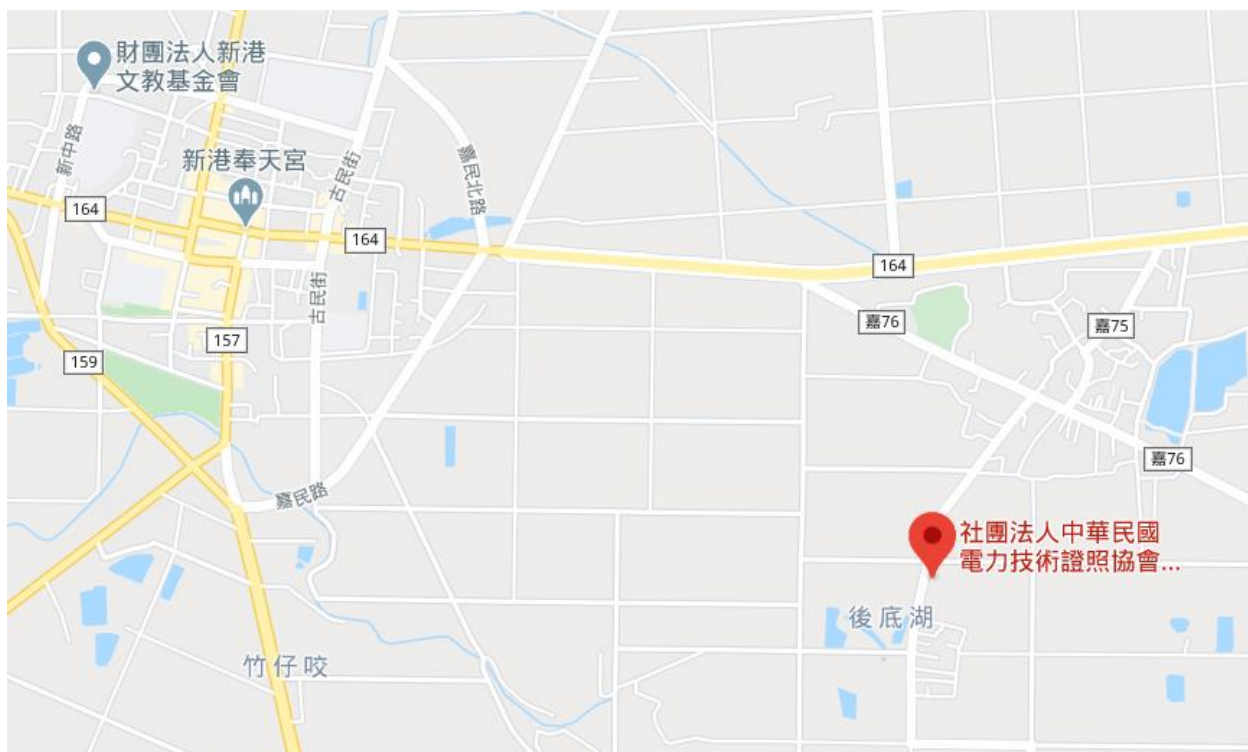 財團法人新港
文教基金會
新中路
新港奉天宮
古民街
嘉民北路
164
164
古民街
164
嘉76
嘉75
157
159
嘉76
嘉民路
社團法人中華民國
電力技術證照協會...
後底湖
竹仔咬